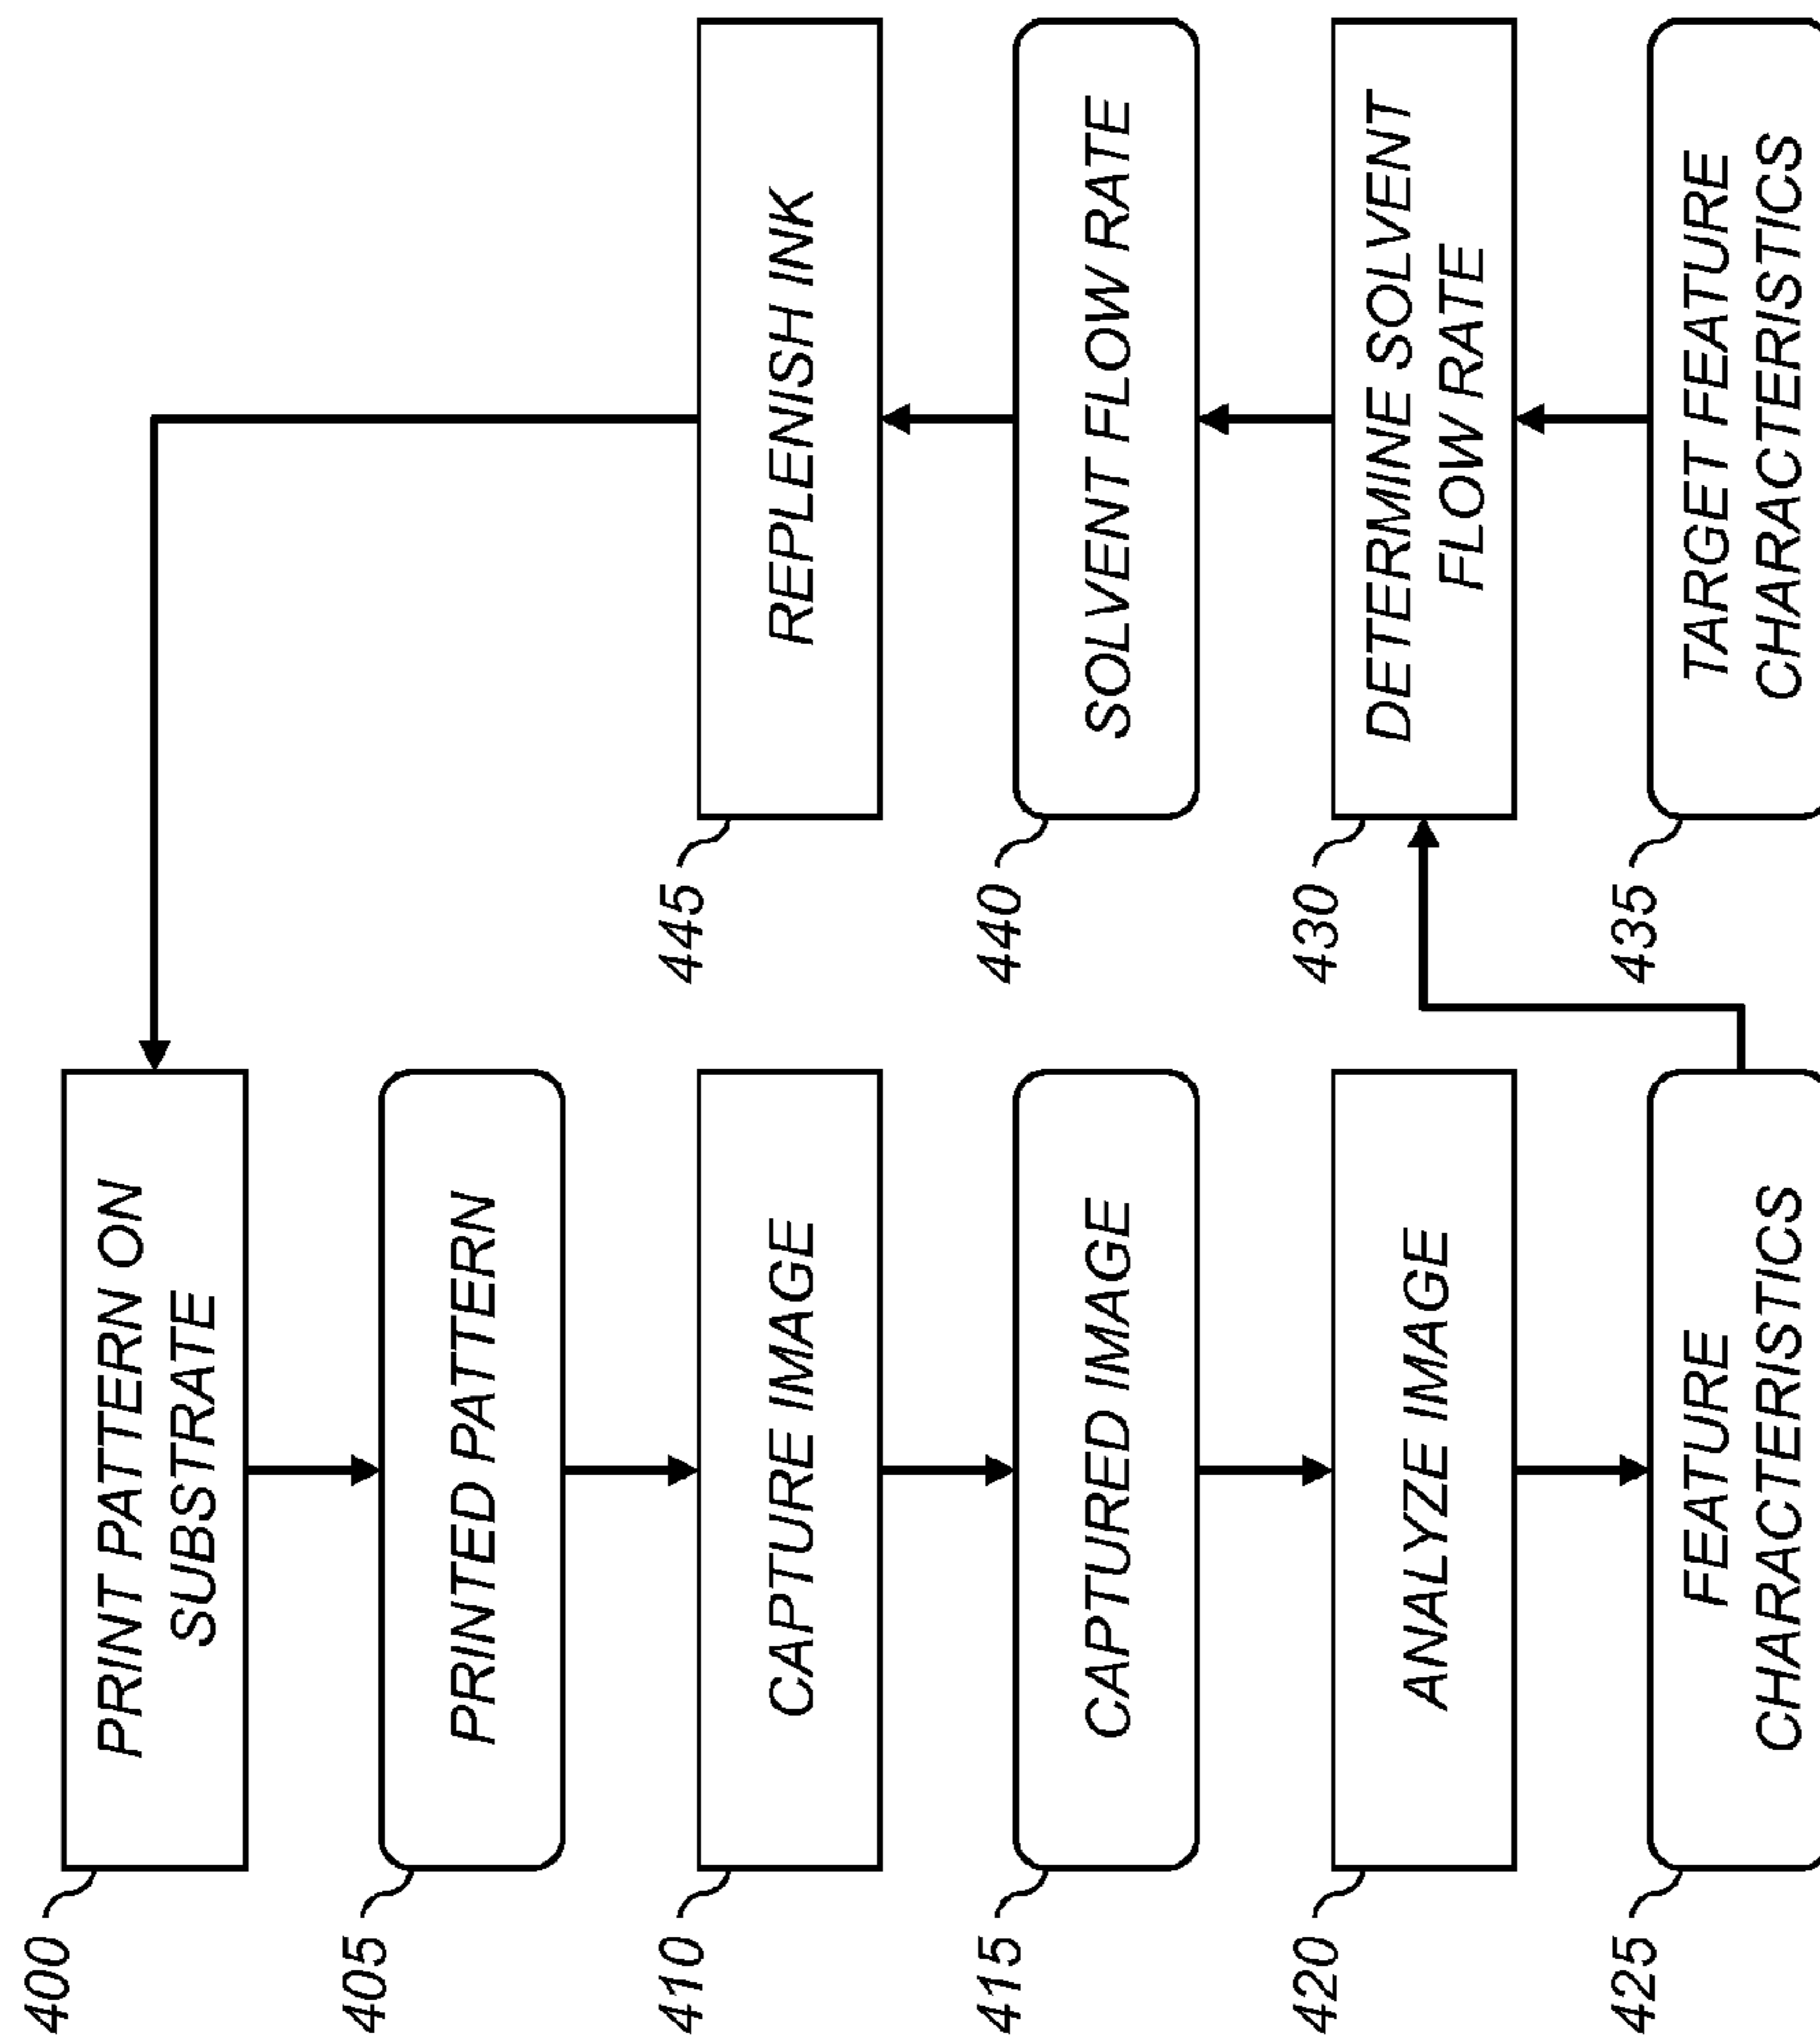 400
PRINT PATTERN ON
SUBSTRATE
405
PRINTED PATTERN
410
CAPTURE IMAGE
415
CAPTURED IMAGE
420
ANALYZE IMAGE
425
FEATURE
CHARACTERISTICS
445
REPLENISH INK
440
SOLVENT FLOW RATE
430
DETERMINE SOLVENT
FLOW RATE
435
TARGET FEATURE
CHARACTERISTICS